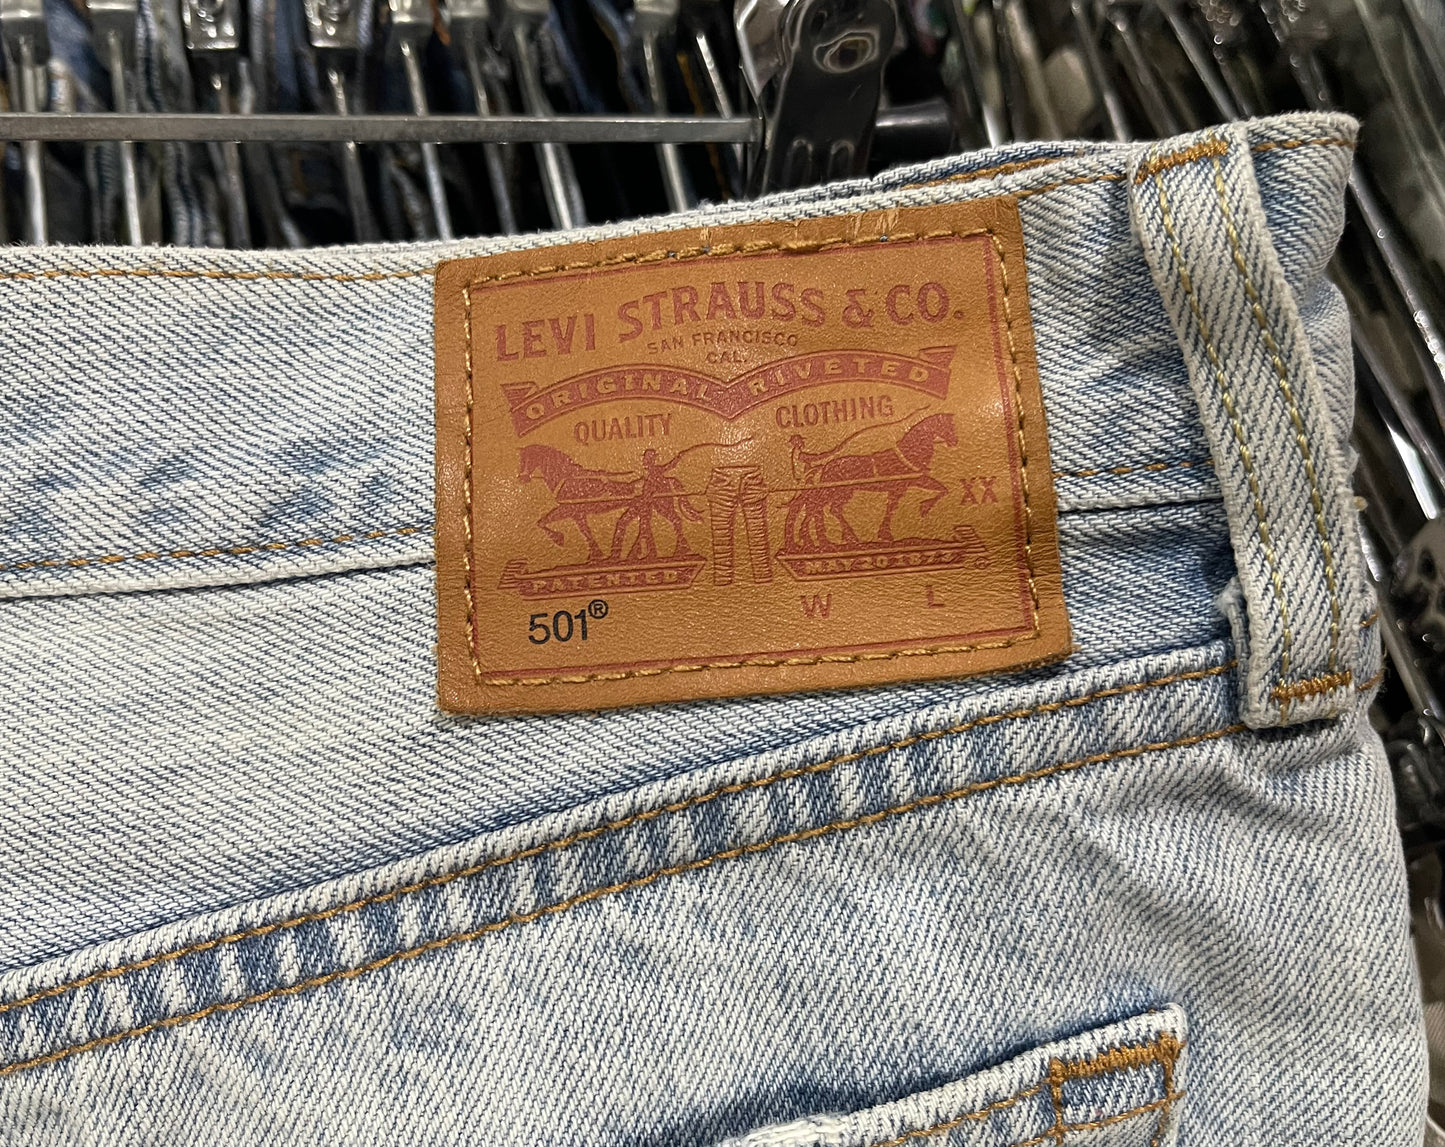 LEVI STRAUSS & CO.
SAN FRANCISCO
CAL.
ORIGINAL RIVETED
QUALITY CLOTHING
XX
PATENTED MAY 20 1873
501®
W L